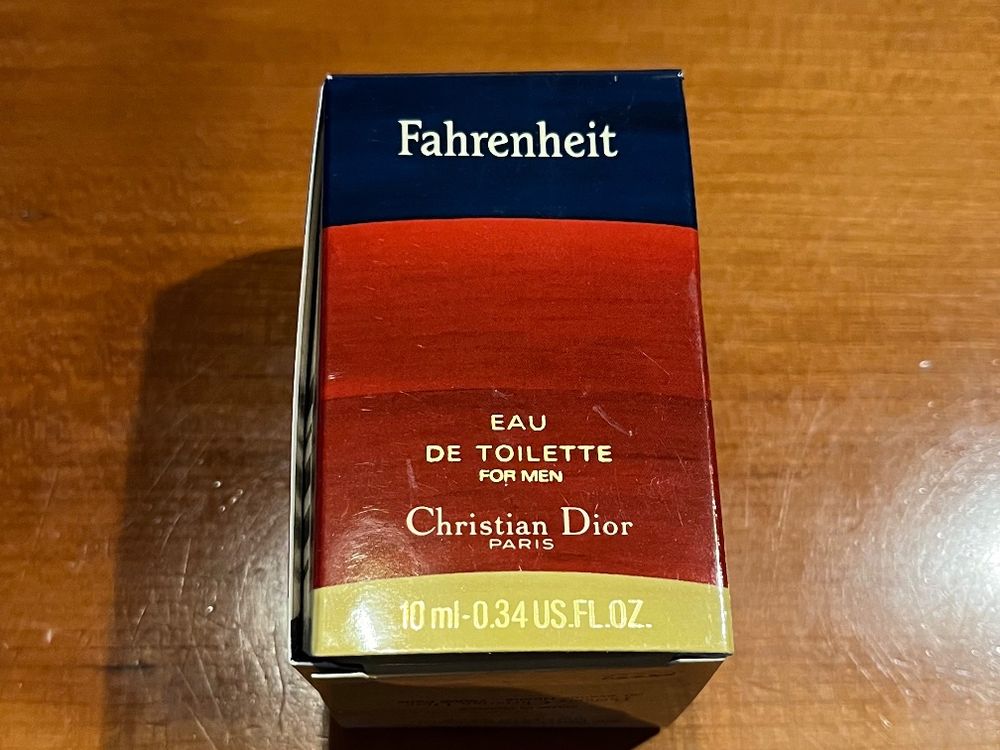 Fahrenheit
EAU
DE TOILETTE
FOR MEN
Christian Dior
PARIS
10 ml-0.34 US.FL.OZ.